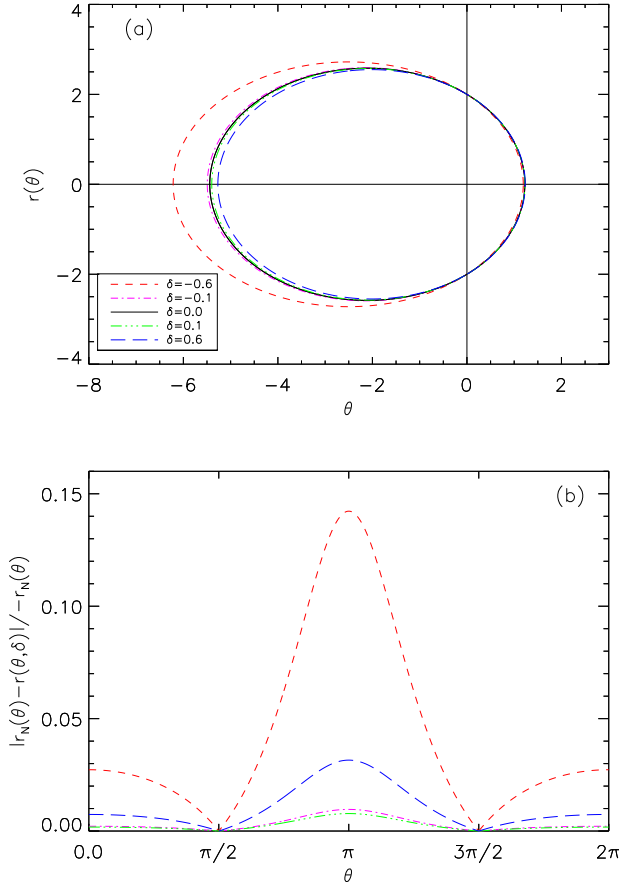 4
(a)
2
r(θ)
0
−2
δ=−0.6
δ=−0.1
δ=0.0
δ=0.1
δ=0.6
−4
−8 −6 −4 −2 0 2
θ
0.15
(b)
0.10
|r_N(θ)−r(θ,δ)|/−r_N(θ)
0.05
0.00
0.0 π/2 π 3π/2 2π
θ